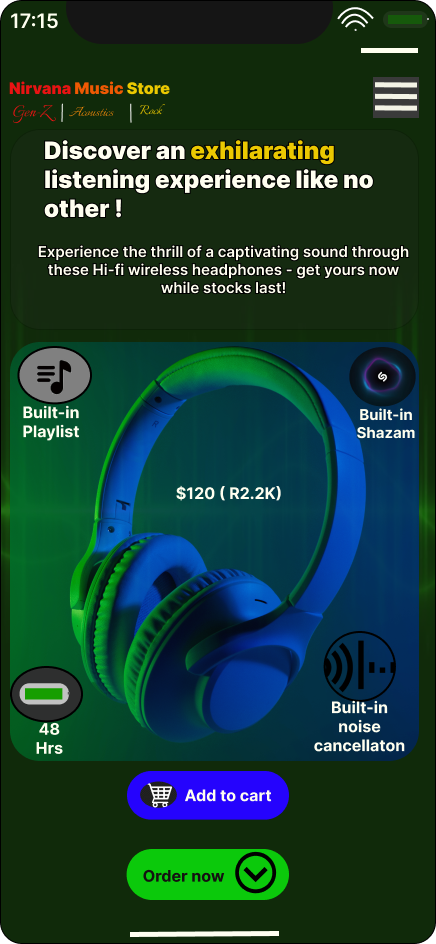 17:15
Nirvana Music Store
Gen-Z | Acoustics | Rock
Discover an exhilarating
listening experience like no
other !
Experience the thrill of a captivating sound through
these Hi-fi wireless headphones - get yours now
while stocks last!
Built-in
Playlist
Built-in
Shazam
$120 ( R2.2K)
48
Hrs
Built-in
noise
cancellaton
Add to cart
Order now